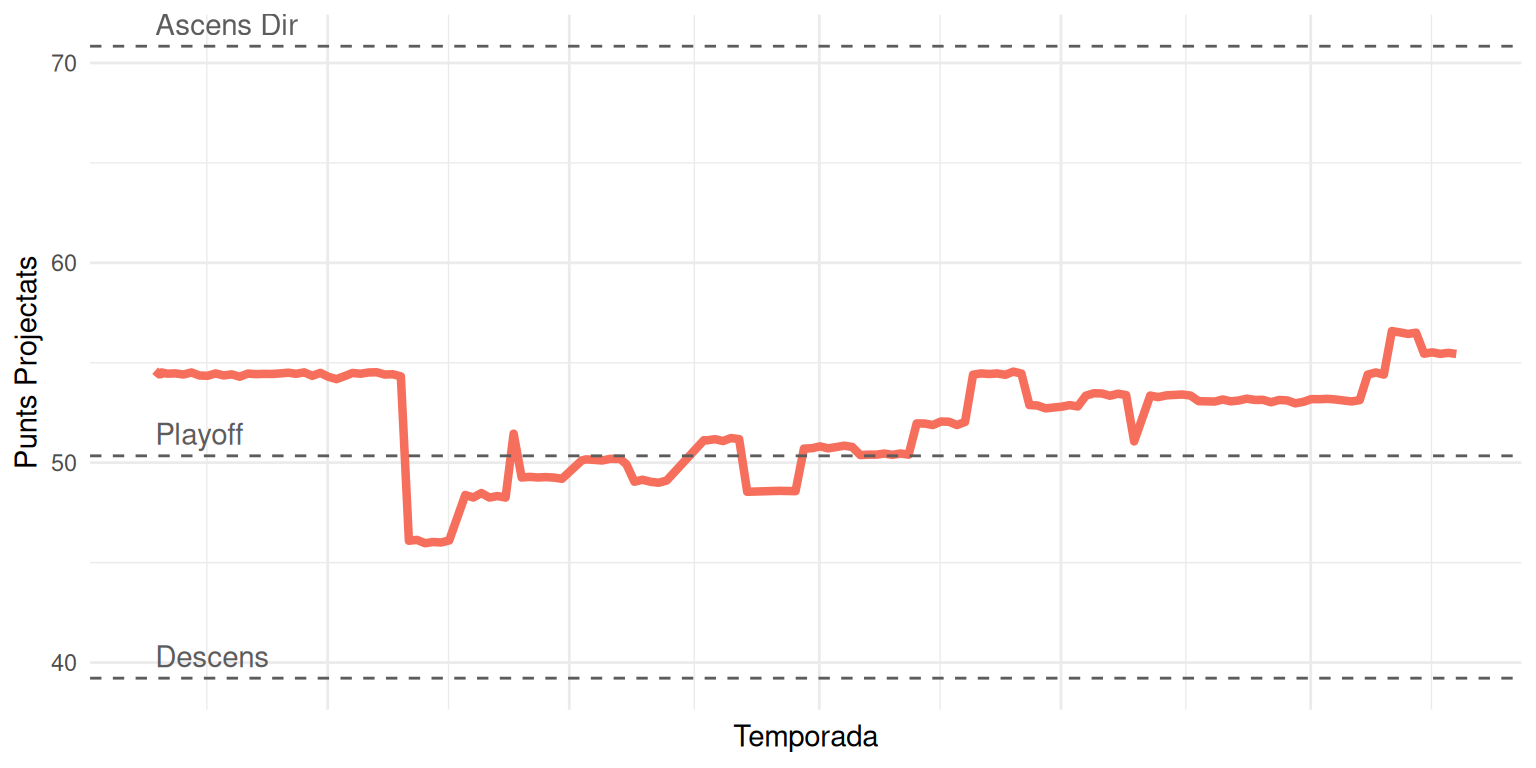 Ascens Dir
70
60
Playoff
50
Descens
40
Punts Projectats
Temporada